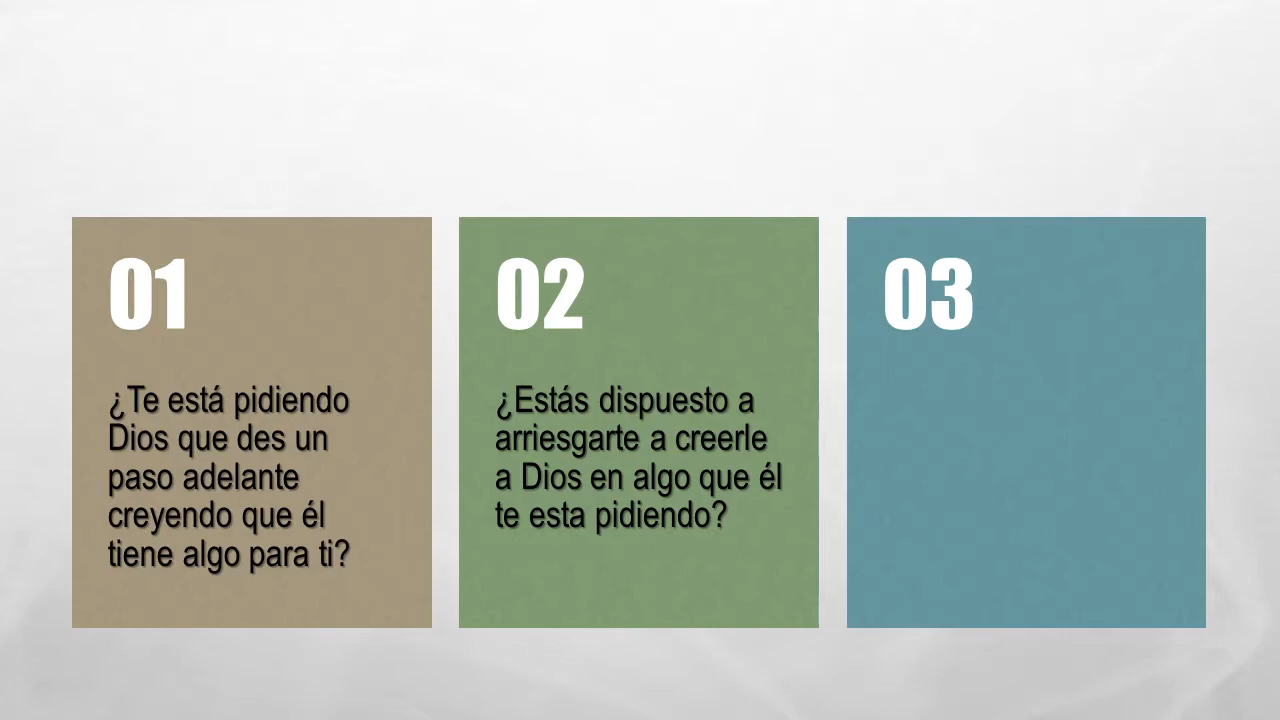 01
¿Te está pidiendo
Dios que des un
paso adelante
creyendo que él
tiene algo para ti?
02
¿Estás dispuesto a
arriesgarte a creerle
a Dios en algo que él
te esta pidiendo?
03